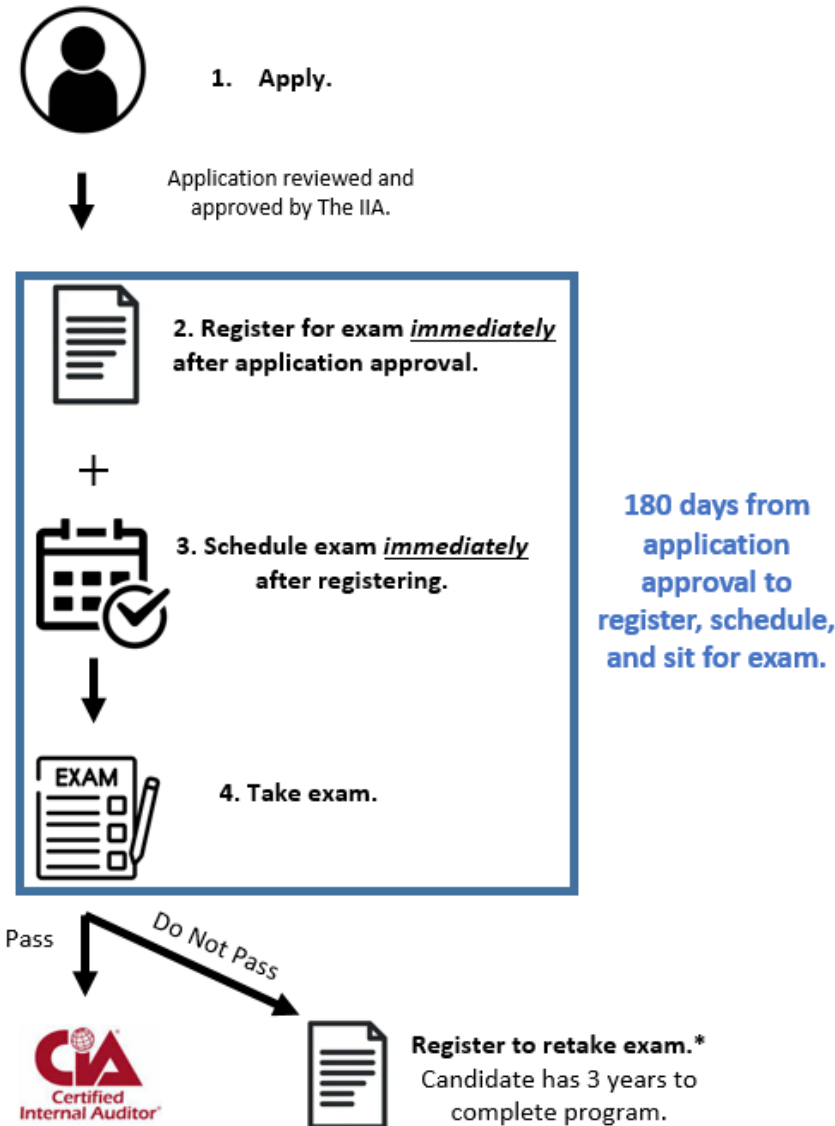 1. Apply.
Application reviewed and
approved by The IIA.
2. Register for exam immediately
after application approval.
+
3. Schedule exam immediately
after registering.
180 days from
application
approval to
register, schedule,
and sit for exam.
EXAM
4. Take exam.
Pass
Do Not Pass
CIA
Certified
Internal Auditor®
Register to retake exam.*
Candidate has 3 years to
complete program.